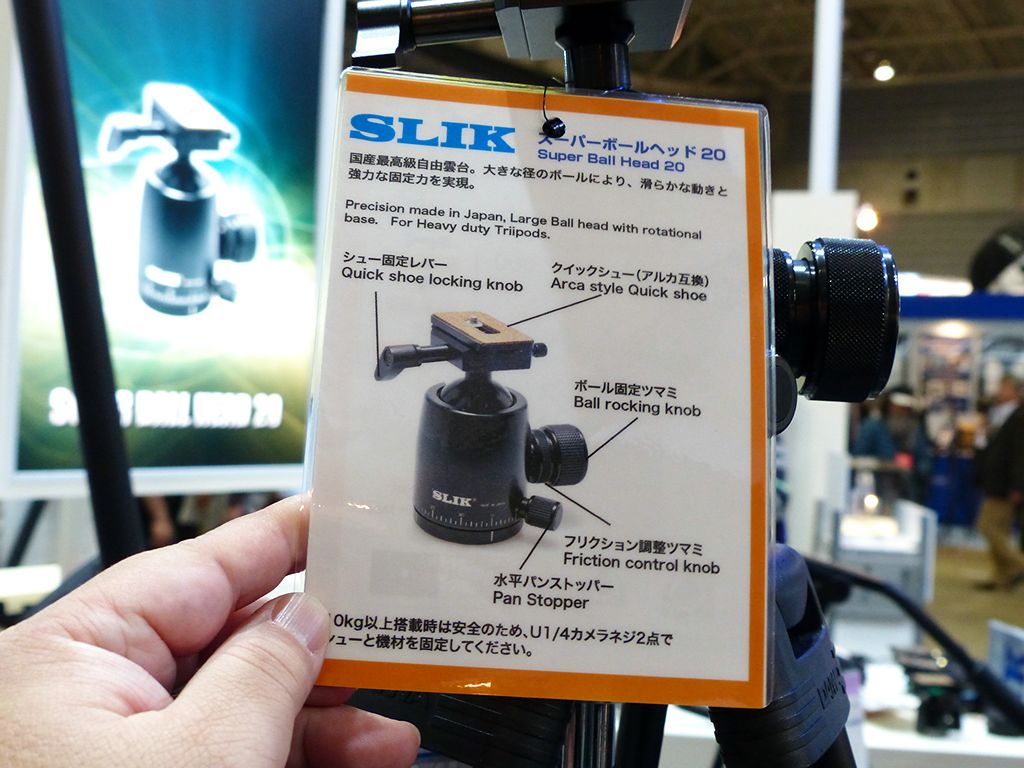 SLIK
スーパーボールヘッド20
Super Ball Head 20
国産最高級自由雲台。大きな径のボールにより、滑らかな動きと
強力な固定力を実現。
Precision made in Japan, Large Ball head with rotational
base. For Heavy duty Triipods.
シュー固定レバー
Quick shoe locking knob
クイックシュー(アルカ互換)
Arca style Quick shoe
ボール固定ツマミ
Ball rocking knob
SLIK
フリクション調整ツマミ
Friction control knob
水平パンストッパー
Pan Stopper
10kg以上搭載時は安全のため、U1/4カメラネジ2点で
シューと機材を固定してください。
SUPER BALL HEAD 20